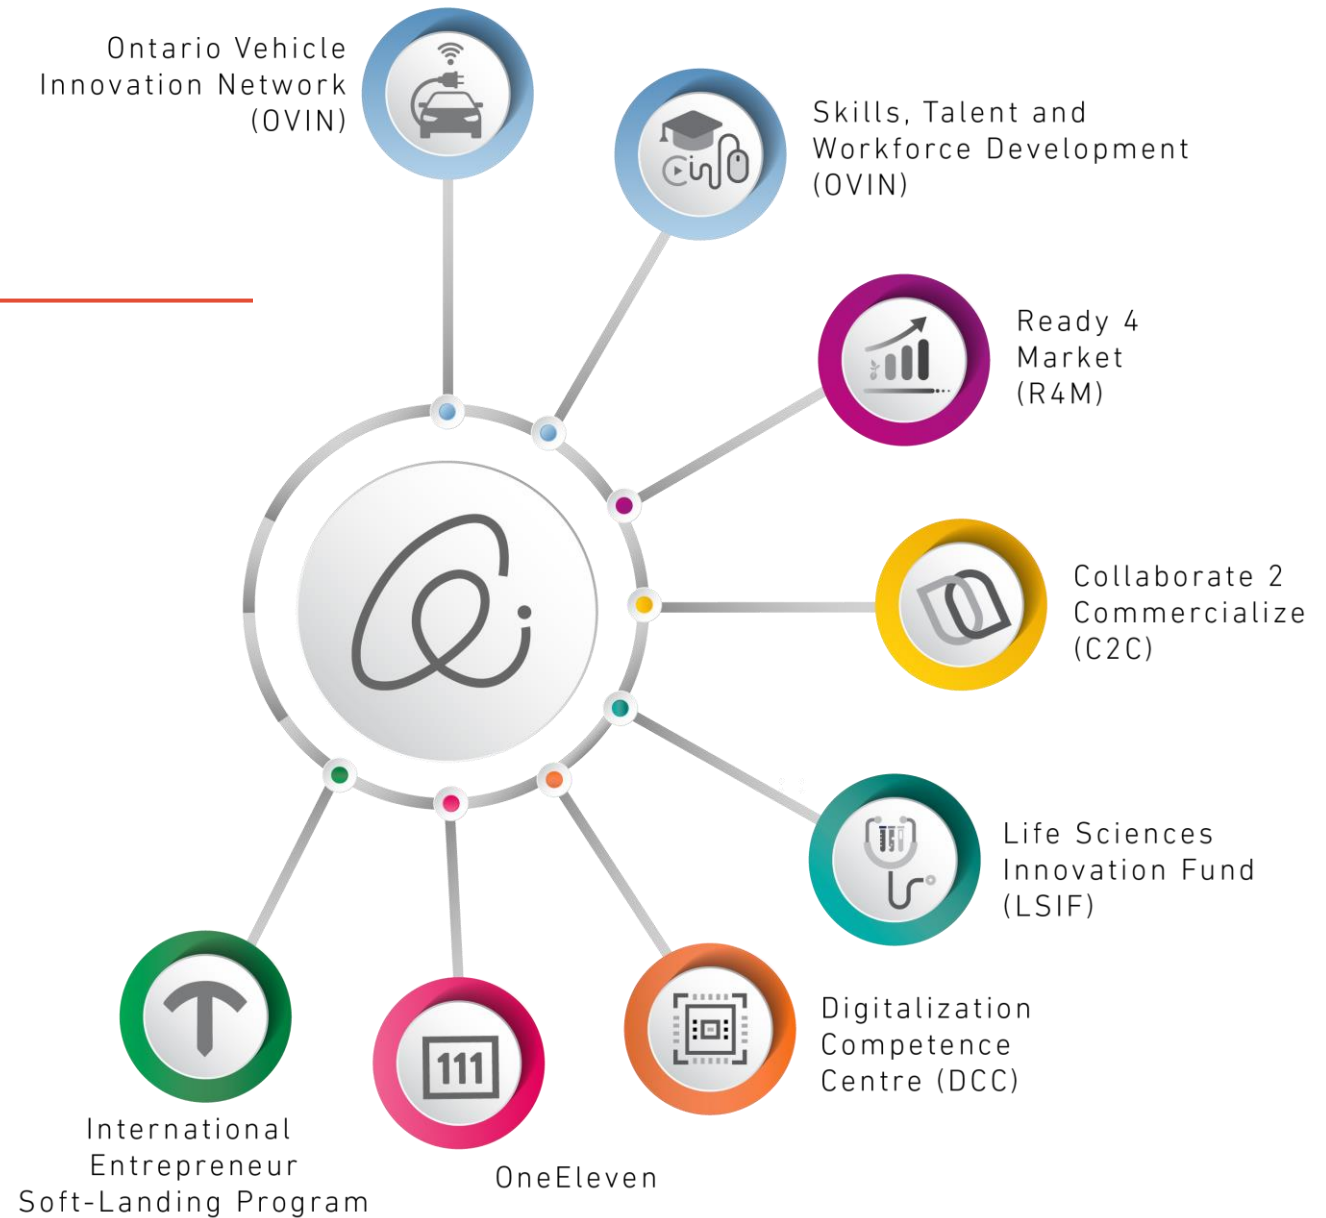 Ontario Vehicle
Innovation Network
(OVIN)
Skills, Talent and
Workforce Development
(OVIN)
Ready 4
Market
(R4M)
Collaborate 2
Commercialize
(C2C)
Life Sciences
Innovation Fund
(LSIF)
Digitalization
Competence
Centre (DCC)
111
OneEleven
International
Entrepreneur
Soft-Landing Program